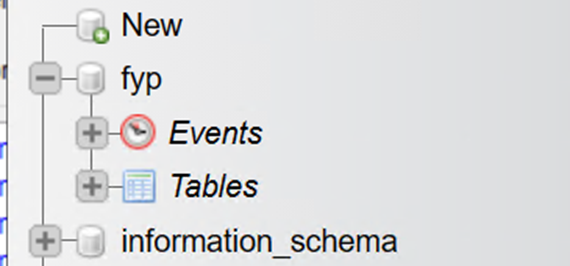 New
fyp
Events
Tables
information_schema